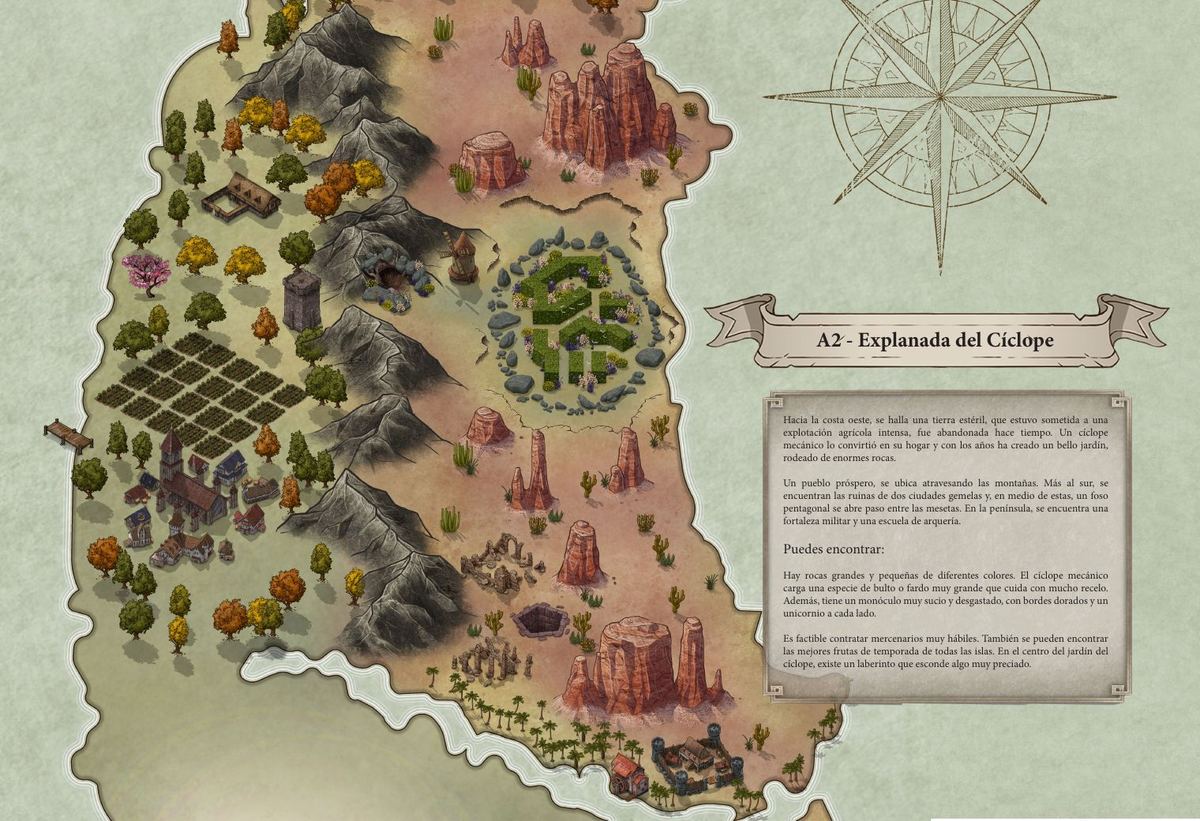 A2 - Explanada del Cíclope
Hacia la costa oeste, se halla una tierra estéril, que estuvo sometida a una
explotación agrícola intensa, fue abandonada hace tiempo. Un cíclope
mecánico lo convirtió en su hogar y con los años ha creado un bello jardín,
rodeado de enormes rocas.
Un pueblo próspero, se ubica atravesando las montañas. Más al sur, se
encuentran las ruinas de dos ciudades gemelas y, en medio de estas, un foso
pentagonal se abre paso entre las mesetas. En la península, se encuentra una
fortaleza militar y una escuela de arquería.
Puedes encontrar:
Hay rocas grandes y pequeñas de diferentes colores. El cíclope mecánico
carga una especie de bulto o fardo muy grande que cuida con mucho recelo.
Además, tiene un monóculo muy sucio y desgastado, con bordes dorados y un
unicornio a cada lado.
Es factible contratar mercenarios muy hábiles. También se pueden encontrar
las mejores frutas de temporada de todas las islas. En el centro del jardín del
cíclope, existe un laberinto que esconde algo muy preciado.